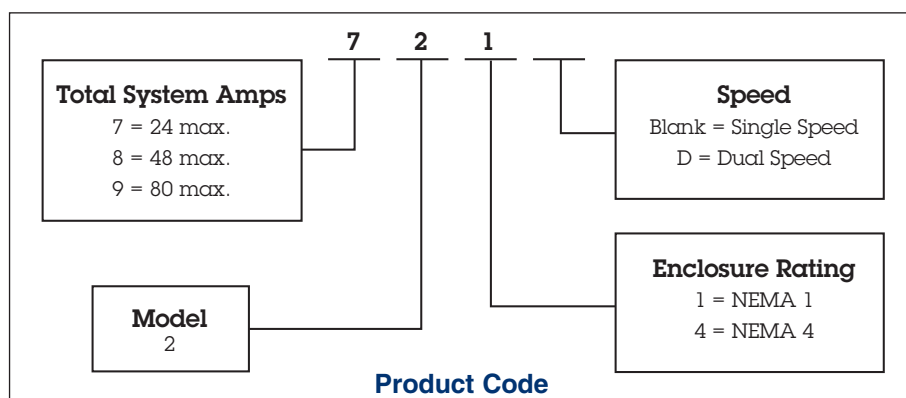 7 2 1
Total System Amps
7 = 24 max.
8 = 48 max.
9 = 80 max.
Speed
Blank = Single Speed
D = Dual Speed
Model
2
Enclosure Rating
1 = NEMA 1
4 = NEMA 4
Product Code